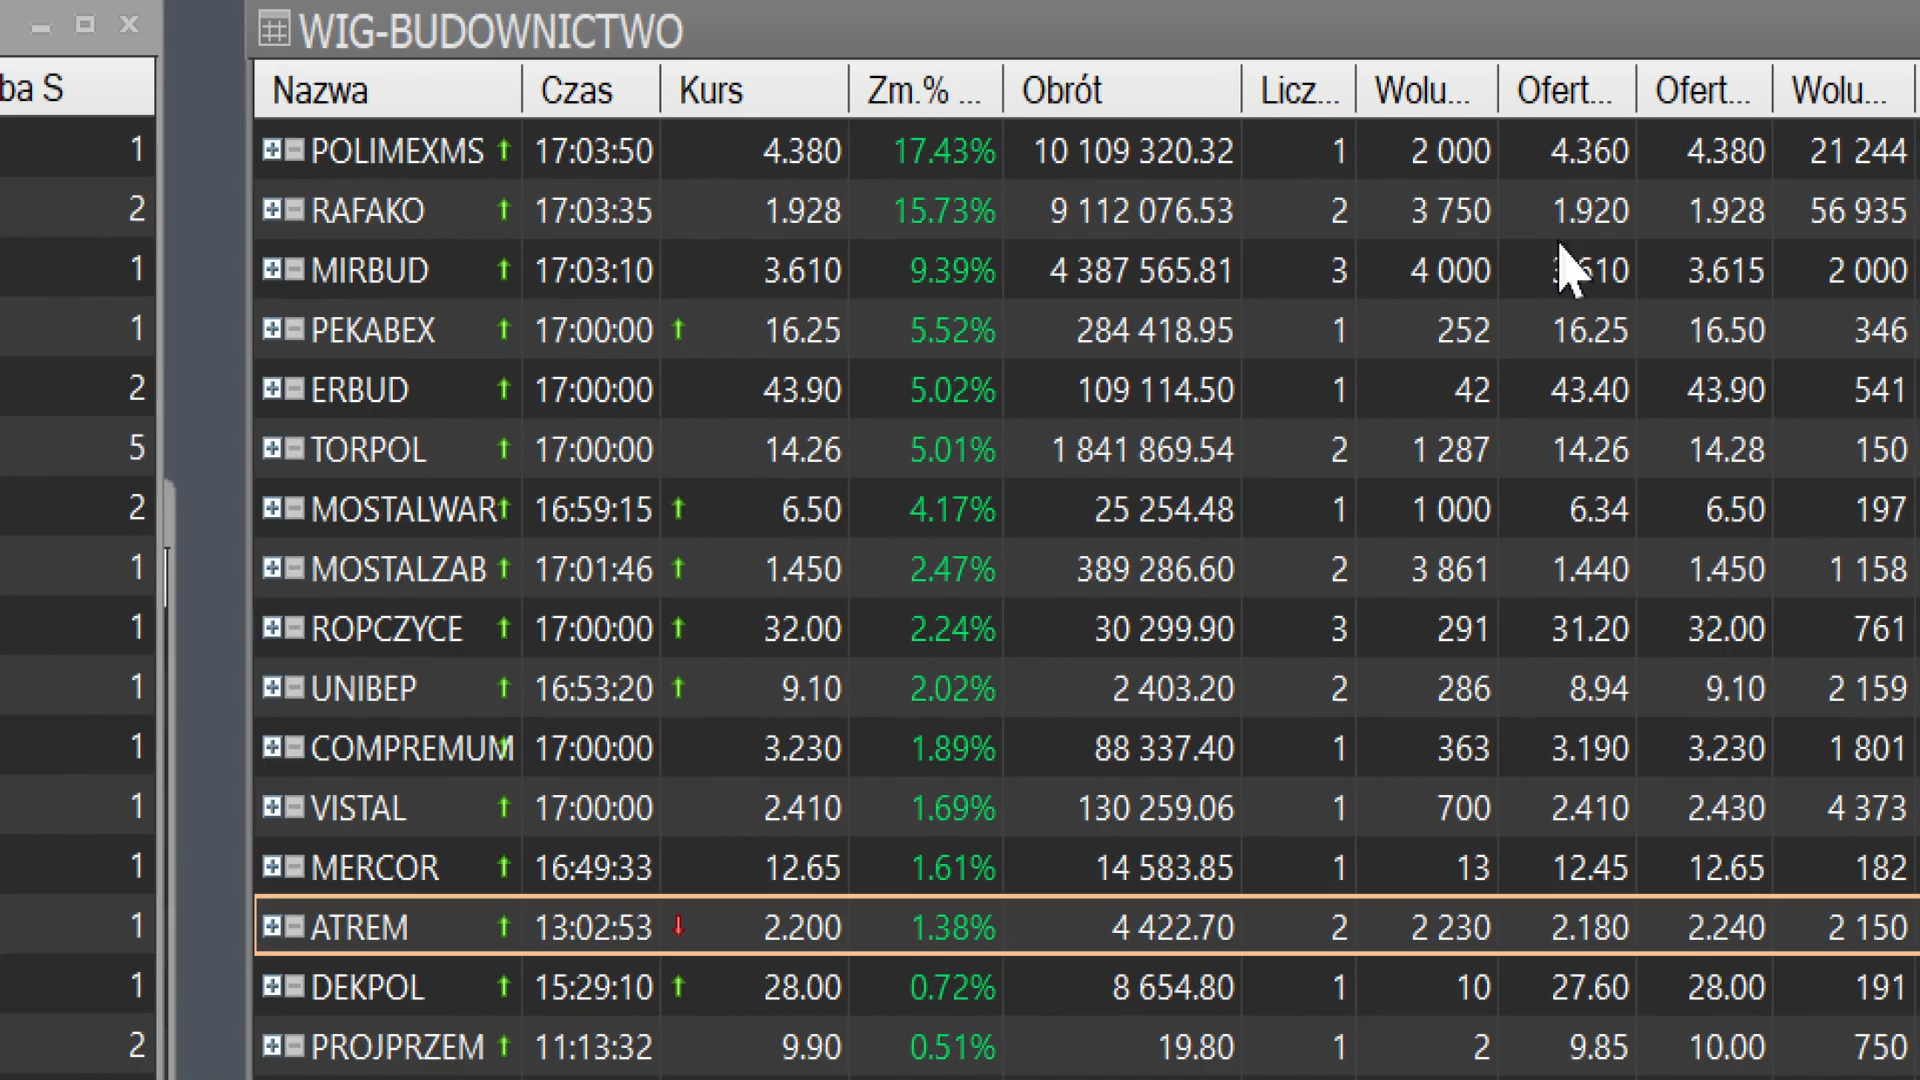 WIG-BUDOWNICTWO
ba S Nazwa Czas Kurs Zm.% ... Obrót Licz... Wolu... Ofert... Ofert... Wolu...
1 POLIMEXMS 17:03:50 4.380 17.43% 10 109 320.32 1 2 000 4.360 4.380 21 244
2 RAFAKO 17:03:35 1.928 15.73% 9 112 076.53 2 3 750 1.920 1.928 56 935
1 MIRBUD 17:03:10 3.610 9.39% 4 387 565.81 3 4 000 3.615 2 000
1 PEKABEX 17:00:00 16.25 5.52% 284 418.95 1 252 16.25 16.50 346
2 ERBUD 17:00:00 43.90 5.02% 109 114.50 1 42 43.40 43.90 541
5 TORPOL 17:00:00 14.26 5.01% 1 841 869.54 2 1 287 14.26 14.28 150
2 MOSTALWAR 16:59:15 6.50 4.17% 25 254.48 1 1 000 6.34 6.50 197
1 MOSTALZAB 17:01:46 1.450 2.47% 389 286.60 2 3 861 1.440 1.450 1 158
1 ROPCZYCE 17:00:00 32.00 2.24% 30 299.90 3 291 31.20 32.00 761
1 UNIBEP 16:53:20 9.10 2.02% 2 403.20 2 286 8.94 9.10 2 159
1 COMPREMUM 17:00:00 3.230 1.89% 88 337.40 1 363 3.190 3.230 1 801
1 VISTAL 17:00:00 2.410 1.69% 130 259.06 1 700 2.410 2.430 4 373
1 MERCOR 16:49:33 12.65 1.61% 14 583.85 1 13 12.45 12.65 182
1 ATREM 13:02:53 2.200 1.38% 4 422.70 2 2 230 2.180 2.240 2 150
1 DEKPOL 15:29:10 28.00 0.72% 8 654.80 1 10 27.60 28.00 191
2 PROJPRZEM 11:13:32 9.90 0.51% 19.80 1 2 9.85 10.00 750